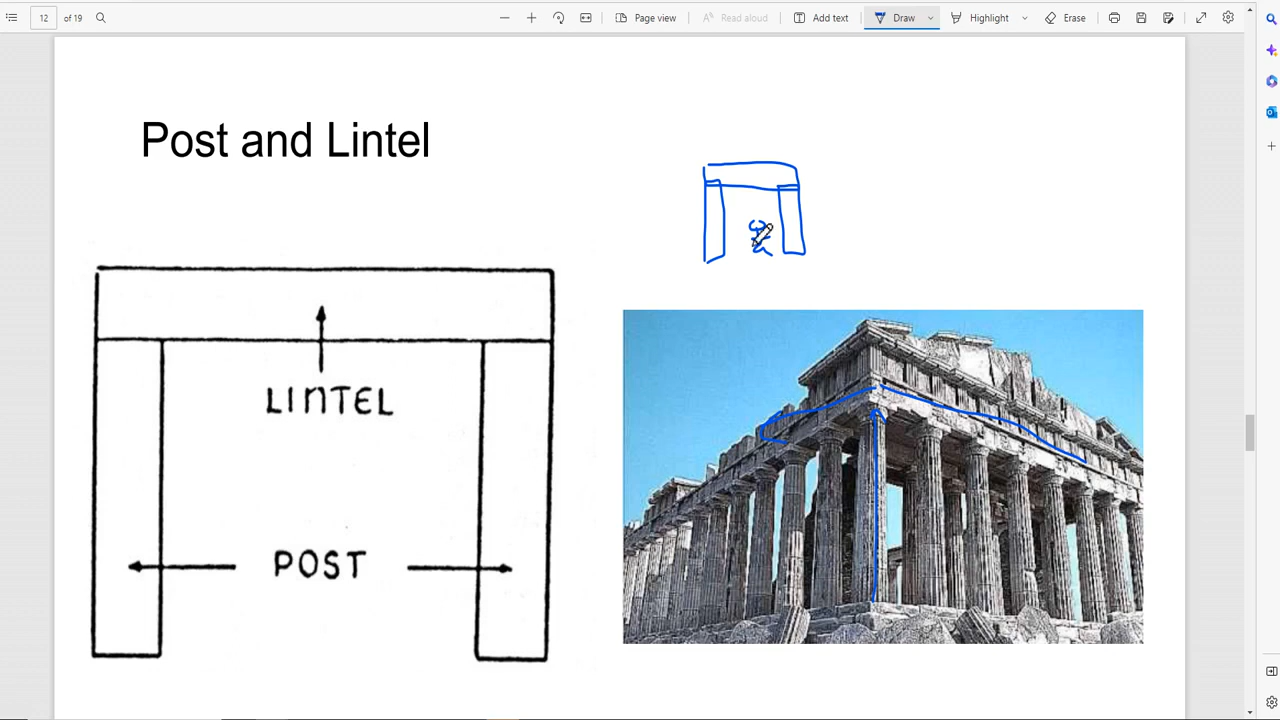 12 of 19
Page view
Read aloud
Add text
Draw
Highlight
Erase
Post and Lintel
LINTEL
POST